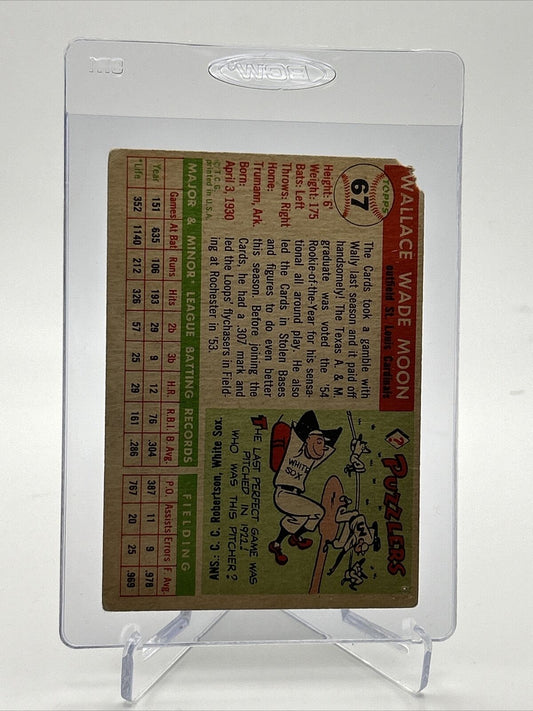 BCW
WALLACE WADE MOON
outfield St. Louis Cardinals
TOPPS
67
Height: 6'
Weight: 175
Bats: Left
Throws: Right
Home:
Trumann, Ark.
Born:
April 3, 1930
©T.C.G.
printed in U.S.A.
The Cards took a gamble with
Wally last season and it paid off
handsomely! The Texas A. & M.
graduate was voted the '54
Rookie-of-the-Year for his sensa-
tional all around play. He also
led the Cards in Stolen Bases
and figures to do even better
this season. Before joining the
Cards, he had a .307 mark and
led the Loops' flychasers in Field-
ing at Rochester in '53.
? PUZZLERS
WHITE SOX
THE LAST PERFECT GAME WAS
PITCHED IN 1922!
WHO WAS THIS PITCHER?
ANS.: C. C. Robertson, White Sox.
MAJOR & MINOR* LEAGUE BATTING RECORDS FIELDING
Games At Bat Runs Hits 2b 3b H.R. R.B.I. B Avg. P.O. Assists Errors F Avg.
Year 151 635 106 193 29 9 12 76 .304 387 11 9 .978
*Life 352 1140 212 326 57 25 29 161 .286 767 20 25 .969